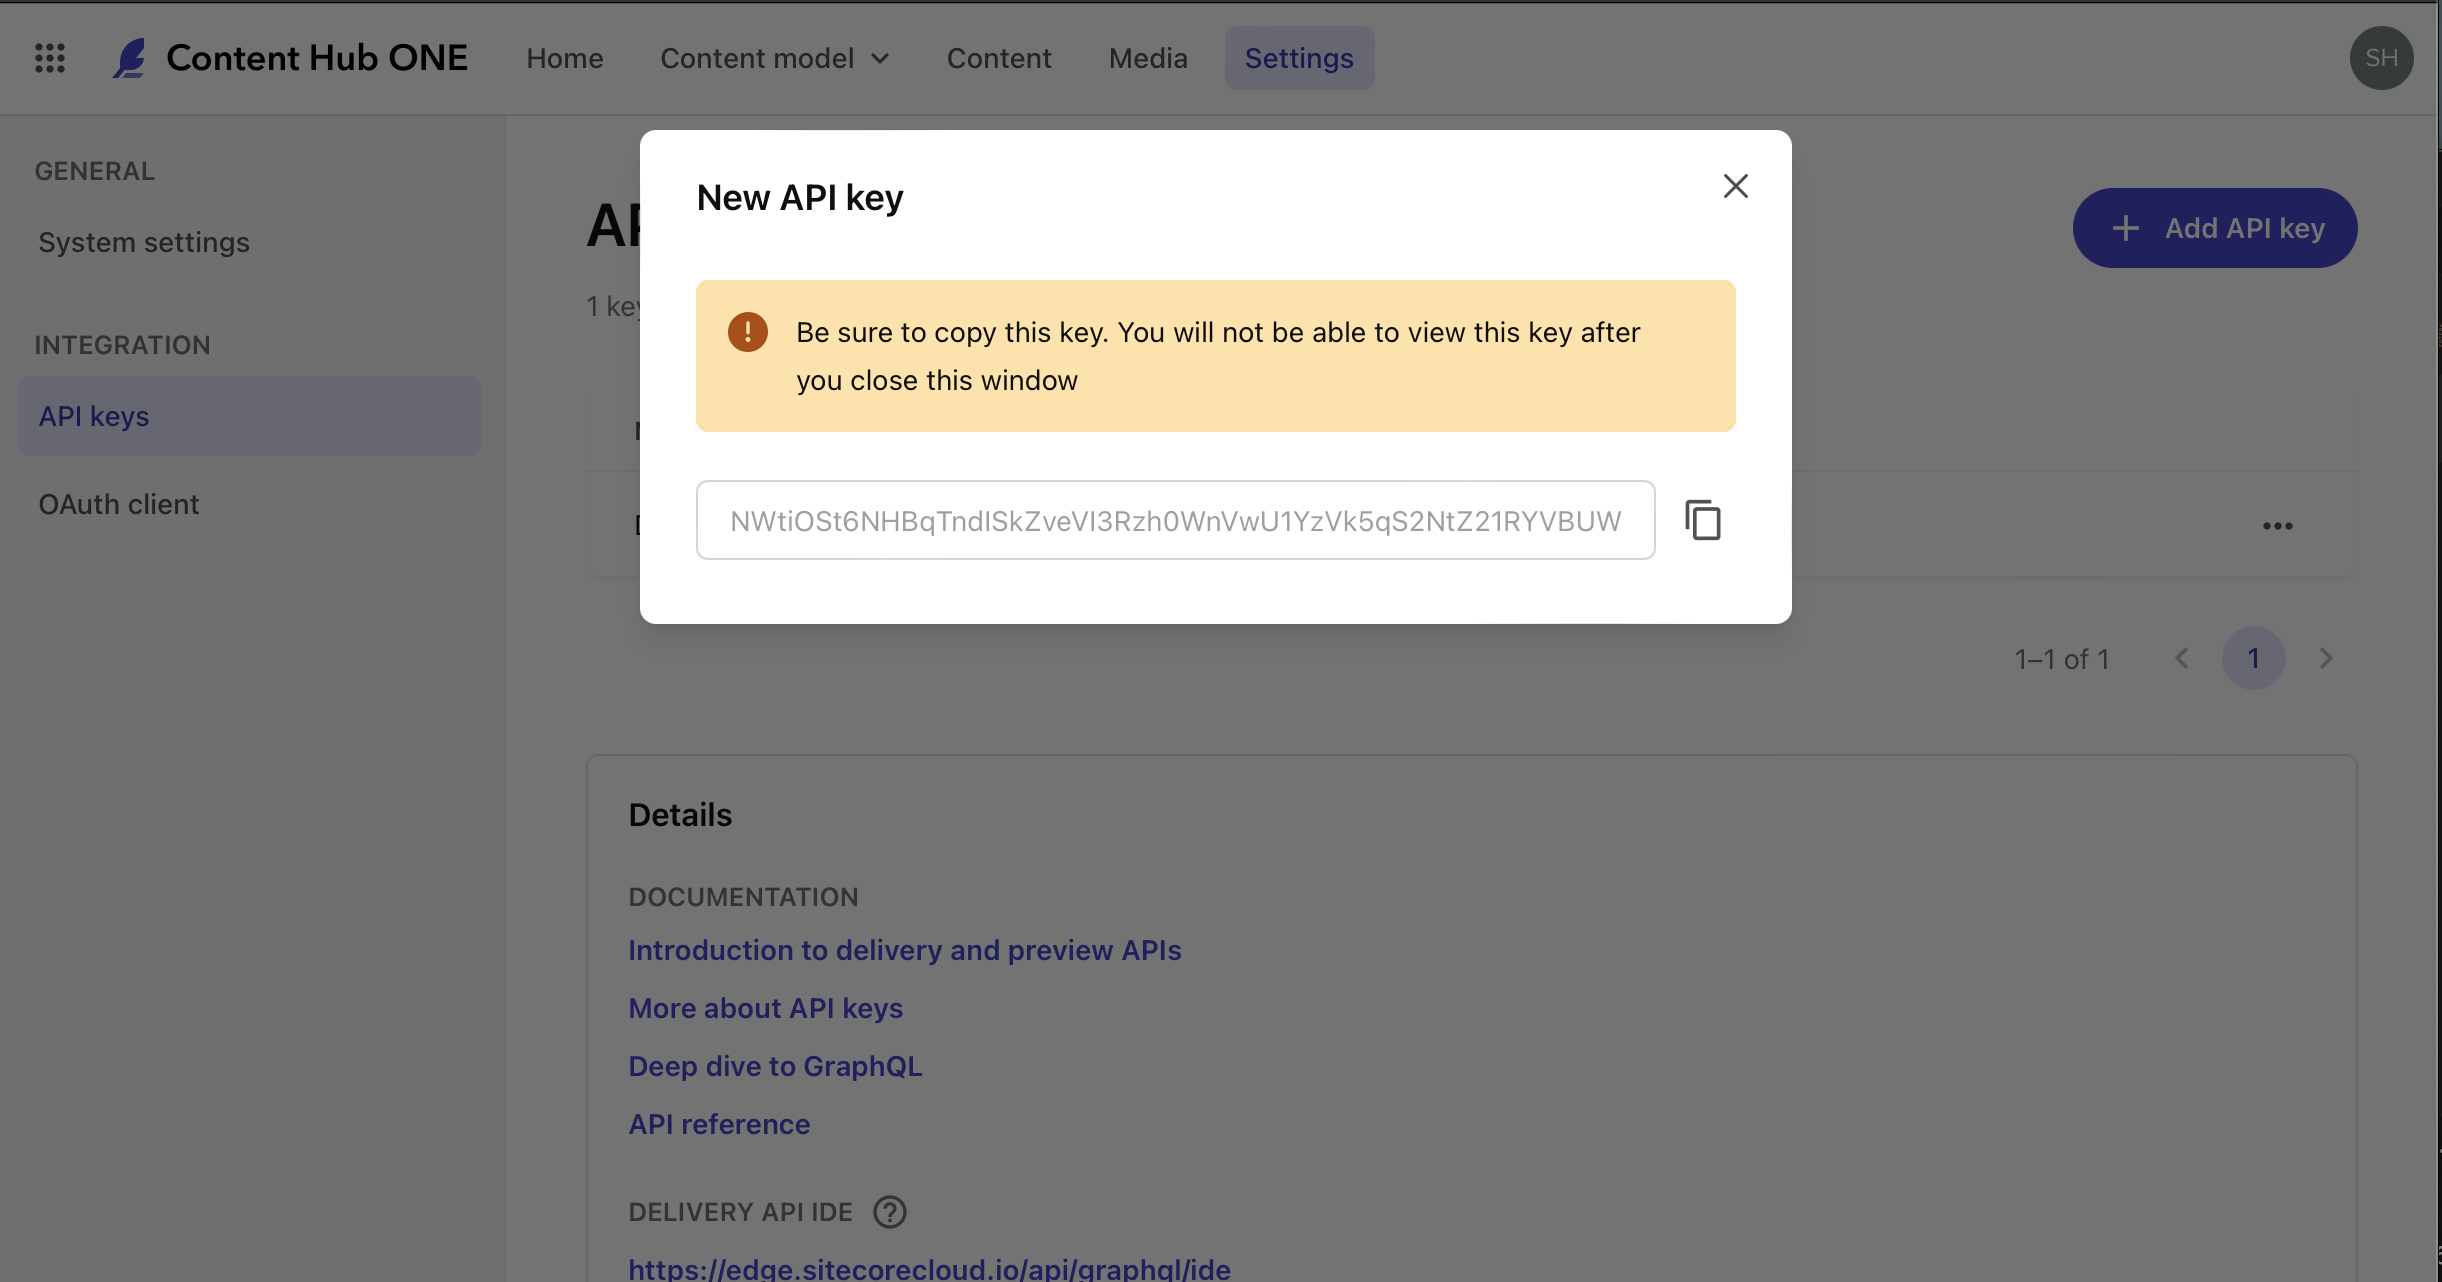 Content Hub ONE
Home
Content model
Content
Media
Settings
SH
GENERAL
System settings
INTEGRATION
API keys
OAuth client
1 key
Add API key
New API key
Be sure to copy this key. You will not be able to view this key after
you close this window
NWtiOSt6NHBqTndISkZveVI3Rzh0WnVwU1YzVk5qS2NtZ21RYVBUW
1–1 of 1
1
Details
DOCUMENTATION
Introduction to delivery and preview APIs
More about API keys
Deep dive to GraphQL
API reference
DELIVERY API IDE
https://edge.sitecorecloud.io/api/graphql/ide